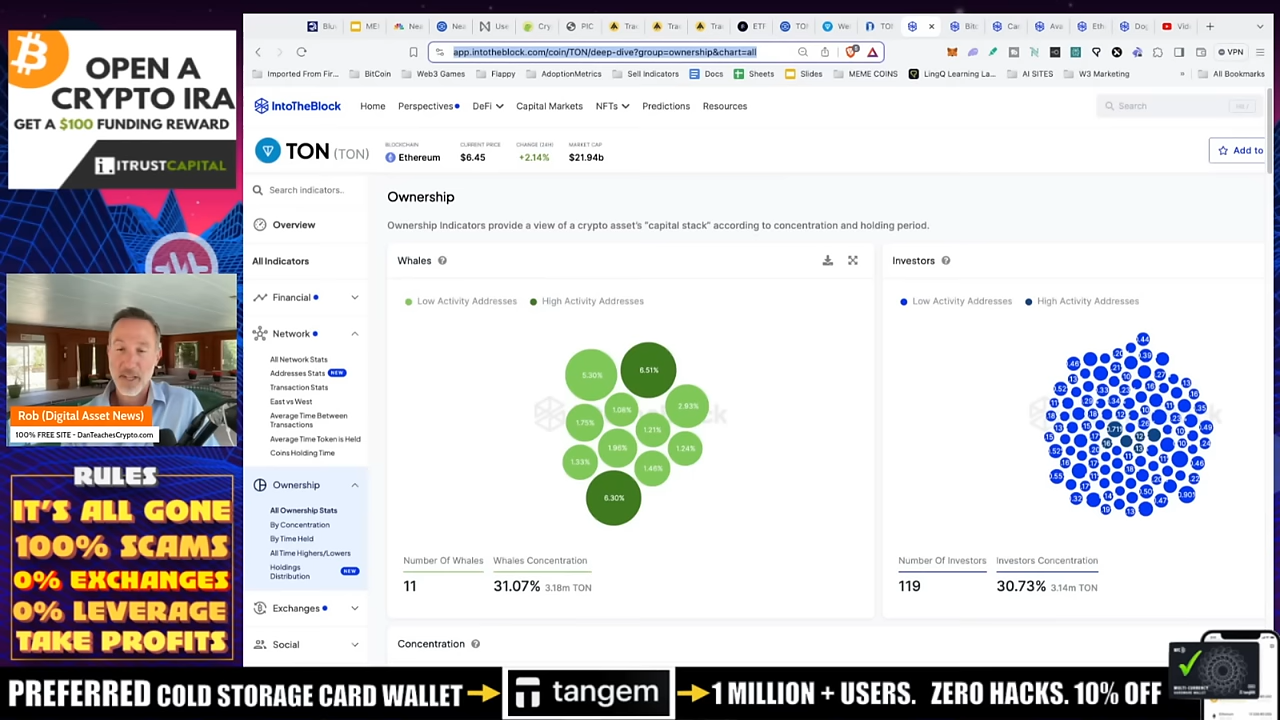 OPEN A
CRYPTO IRA
GET A $100 FUNDING REWARD
ITRUSTCAPITAL
Rob (Digital Asset News)
100% FREE SITE - DanTeachesCrypto.com
RULES
IT'S ALL GONE
100% SCAMS
0% EXCHANGES
0% LEVERAGE
TAKE PROFITS
app.intotheblock.com/coin/TON/deep-dive?group=ownership&chart=all
VPN
Imported From Fir...
BitCoin
Web3 Games
Flappy
AdoptionMetrics
Sell Indicators
Docs
Sheets
Slides
MEME COINS
LingQ Learning La...
AI SITES
W3 Marketing
All Bookmarks
IntoTheBlock
Home
Perspectives
DeFi
Capital Markets
NFTs
Predictions
Resources
Search
TON (TON)
BLOCKCHAIN
Ethereum
CURRENT PRICE
$6.45
CHANGE (24H)
+2.14%
MARKET CAP
$21.94b
Add to
Search indicators..
Overview
All Indicators
Financial
Network
All Network Stats
Addresses Stats NEW
Transaction Stats
East vs West
Average Time Between
Transactions
Average Time Token is Held
Coins Holding Time
Ownership
All Ownership Stats
By Concentration
By Time Held
All Time Highers/Lowers
Holdings
Distribution NEW
Exchanges
Social
Ownership
Ownership Indicators provide a view of a crypto asset's "capital stack" according to concentration and holding period.
Whales
Low Activity Addresses
High Activity Addresses
5.30%
6.51%
1.08%
2.93%
1.75%
1.21%
1.96%
1.24%
1.33%
1.46%
6.30%
Number Of Whales
11
Whales Concentration
31.07% 3.18m TON
Investors
Low Activity Addresses
High Activity Addresses
Number Of Investors
119
Investors Concentration
30.73% 3.14m TON
Concentration
PREFERRED COLD STORAGE CARD WALLET
tangem
1 MILLION + USERS. ZERO HACKS. 10% OFF